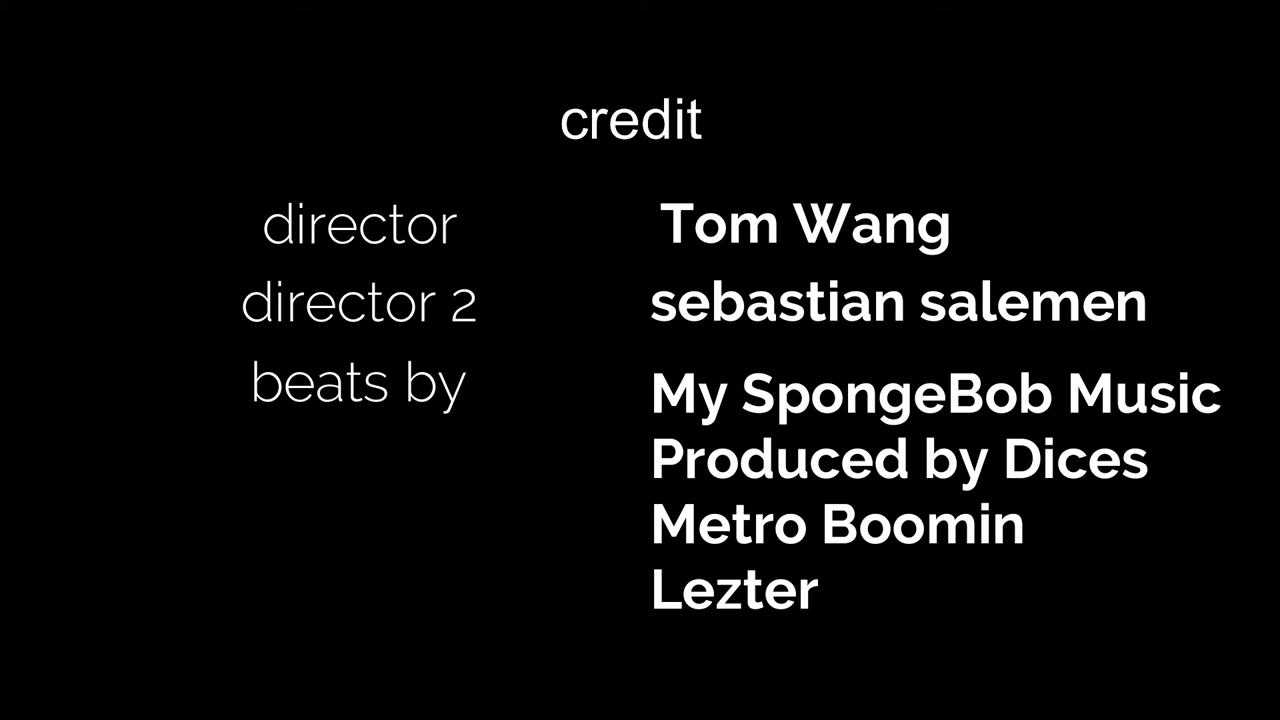 credit
director Tom Wang
director 2 sebastian salemen
beats by My SpongeBob Music
Produced by Dices
Metro Boomin
Lezter